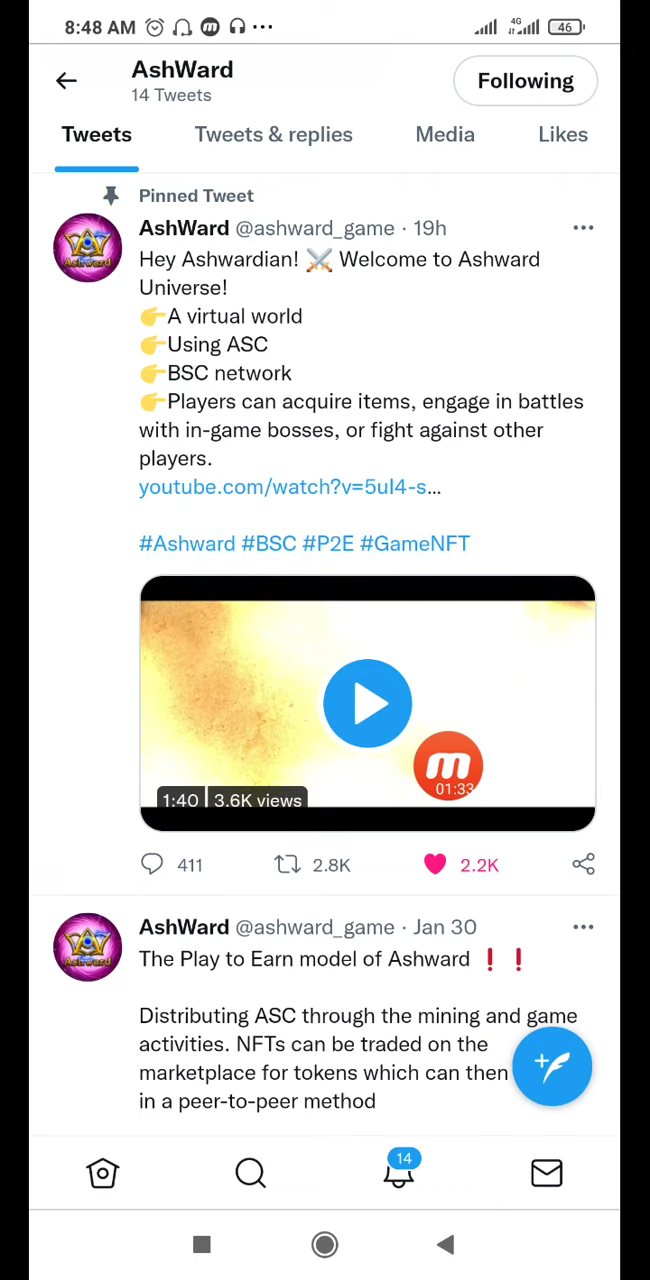 8:48 AM 4G 46
AshWard
14 Tweets
Following
Tweets Tweets & replies Media Likes
Pinned Tweet
AshWard @ashward_game · 19h
Hey Ashwardian! ⚔️ Welcome to Ashward
Universe!
👉A virtual world
👉Using ASC
👉BSC network
👉Players can acquire items, engage in battles
with in-game bosses, or fight against other
players.
youtube.com/watch?v=5uI4-s...
#Ashward #BSC #P2E #GameNFT
01:33
1:40 3.6K views
411 2.8K 2.2K
AshWard @ashward_game · Jan 30
The Play to Earn model of Ashward ❗❗
Distributing ASC through the mining and game
activities. NFTs can be traded on the
marketplace for tokens which can then
in a peer-to-peer method
14